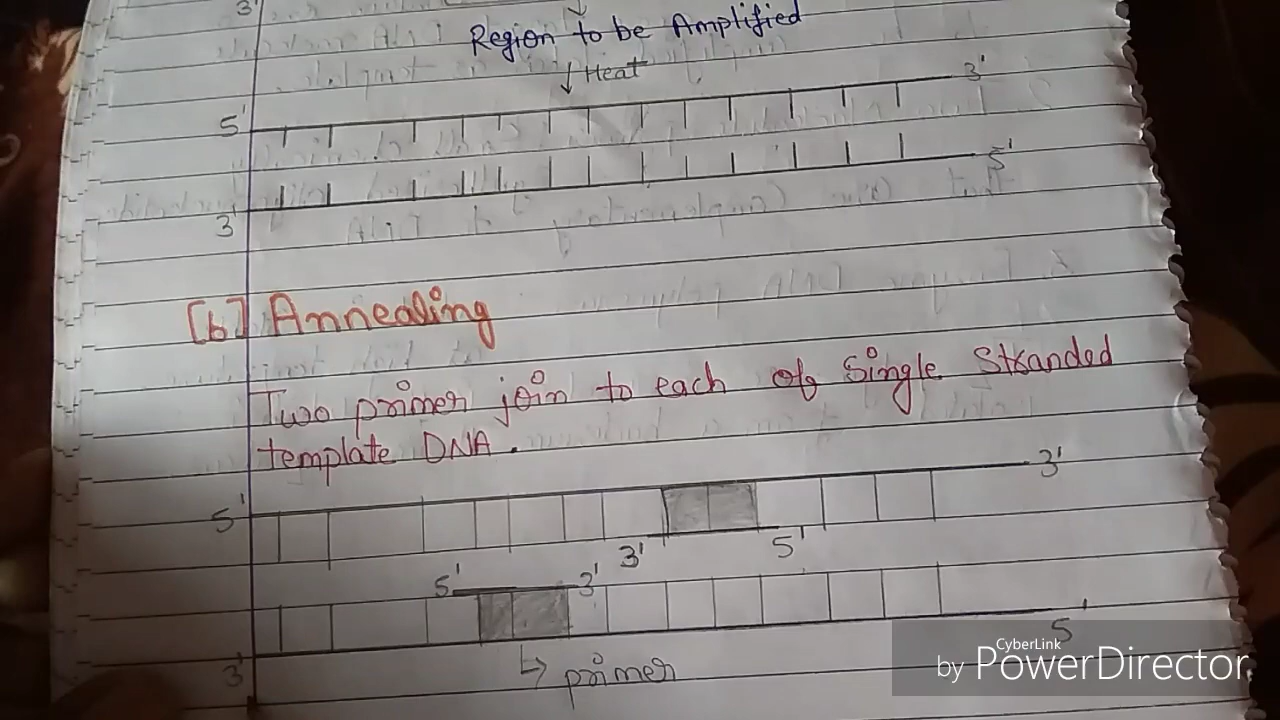 3'
Region to be Amplified
↓ Heat
3'
5'
5'
3'
[b] Annealing
Two primer join to each of single stranded
template DNA.
3'
5'
3' 5'
5' 3'
5'
3'
↳ primer
CyberLink
by PowerDirector